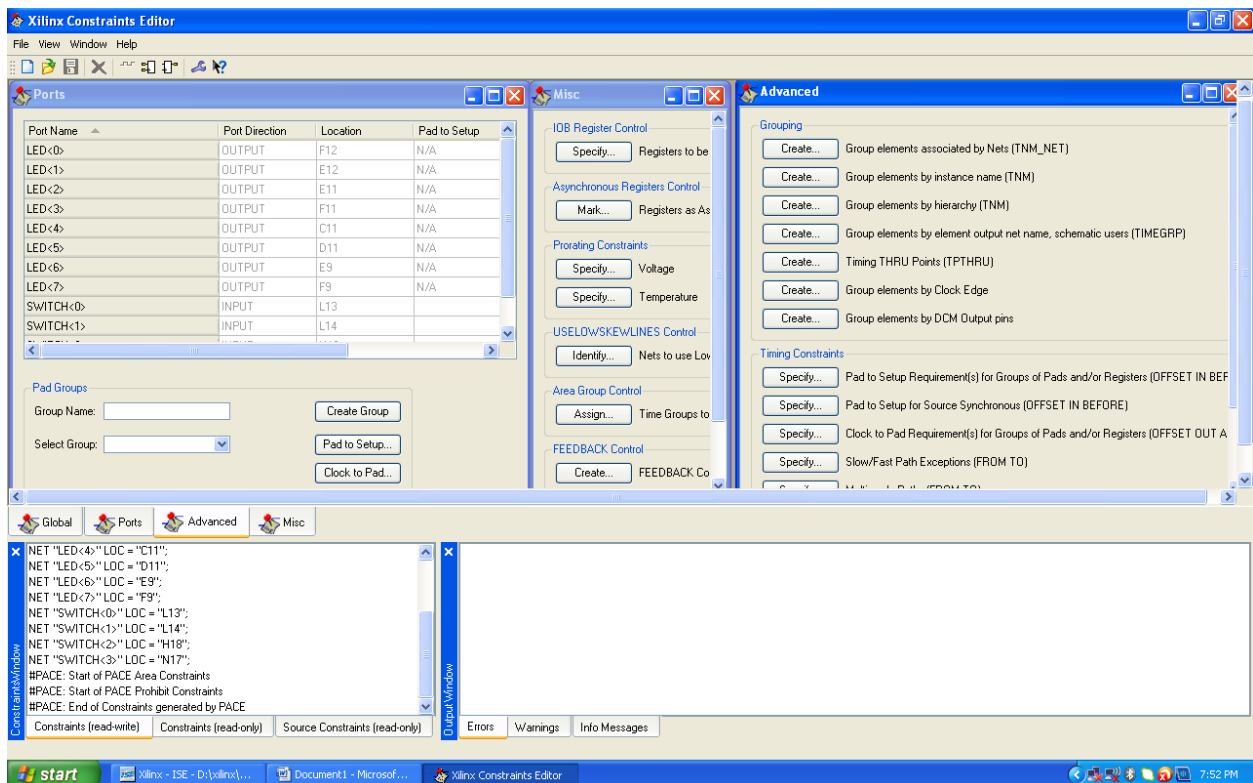 Xilinx Constraints Editor
File View Window Help
Ports
Port Name Port Direction Location Pad to Setup
LED<0> OUTPUT F12 N/A
LED<1> OUTPUT E12 N/A
LED<2> OUTPUT E11 N/A
LED<3> OUTPUT F11 N/A
LED<4> OUTPUT C11 N/A
LED<5> OUTPUT D11 N/A
LED<6> OUTPUT E9 N/A
LED<7> OUTPUT F9 N/A
SWITCH<0> INPUT L13
SWITCH<1> INPUT L14
Pad Groups
Group Name: Create Group
Select Group: Pad to Setup...
Clock to Pad...
Misc
IOB Register Control
Specify... Registers to be
Asynchronous Registers Control
Mark... Registers as As
Prorating Constraints
Specify... Voltage
Specify... Temperature
USELOWSKEWLINES Control
Identify... Nets to use Low
Area Group Control
Assign... Time Groups to
FEEDBACK Control
Create... FEEDBACK Co
Advanced
Grouping
Create... Group elements associated by Nets (TNM_NET)
Create... Group elements by instance name (TNM)
Create... Group elements by hierarchy (TNM)
Create... Group elements by element output net name, schematic users (TIMEGRP)
Create... Timing THRU Points (TPTHRU)
Create... Group elements by Clock Edge
Create... Group elements by DCM Output pins
Timing Constraints
Specify... Pad to Setup Requirement(s) for Groups of Pads and/or Registers (OFFSET IN BEF
Specify... Pad to Setup for Source Synchronous (OFFSET IN BEFORE)
Specify... Clock to Pad Requirement(s) for Groups of Pads and/or Registers (OFFSET OUT A
Specify... Slow/Fast Path Exceptions (FROM TO)
Global Ports Advanced Misc
NET "LED<4>" LOC = "C11";
NET "LED<5>" LOC = "D11";
NET "LED<6>" LOC = "E9";
NET "LED<7>" LOC = "F9";
NET "SWITCH<0>" LOC = "L13";
NET "SWITCH<1>" LOC = "L14";
NET "SWITCH<2>" LOC = "H18";
NET "SWITCH<3>" LOC = "N17";
#PACE: Start of PACE Area Constraints
#PACE: Start of PACE Prohibit Constraints
#PACE: End of Constraints generated by PACE
ConstraintsWindow
Constraints (read-write) Constraints (read-only) Source Constraints (read-only)
Output Window
Errors Warnings Info Messages
start Xilinx - ISE - D:\xilinx\... Document1 - Microsof... Xilinx Constraints Editor 7:52 PM